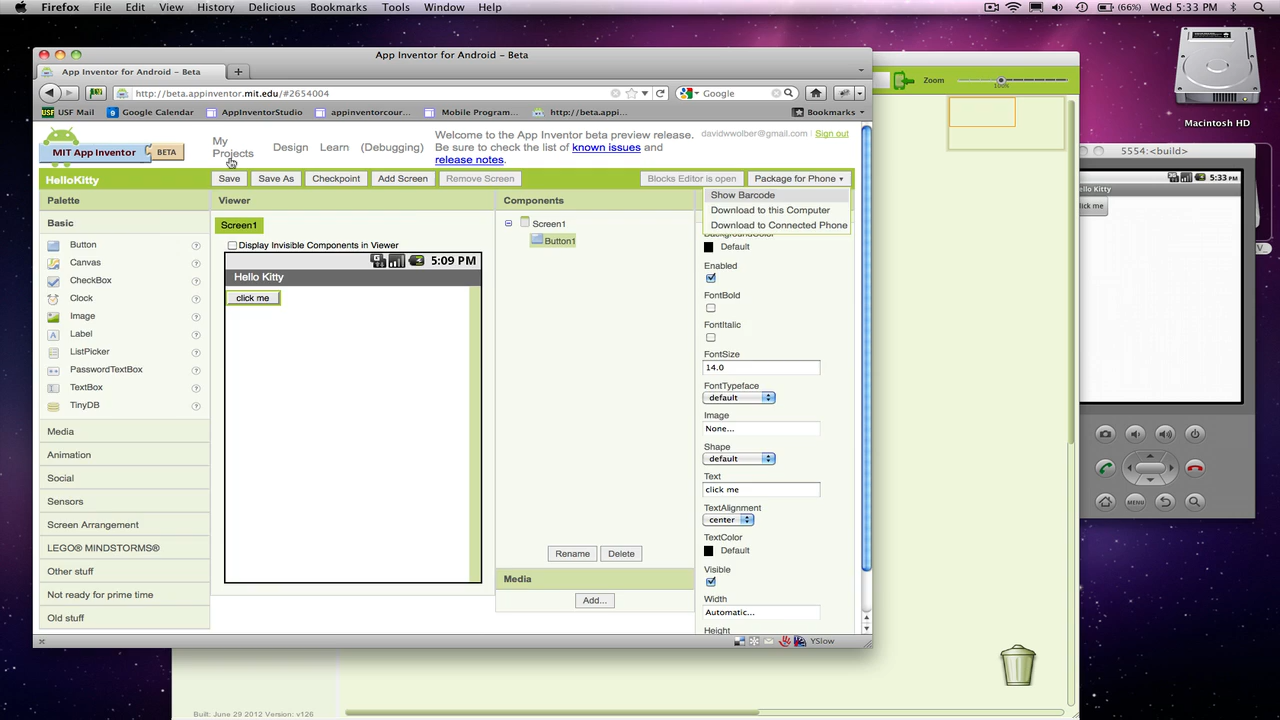 Firefox File Edit View History Delicious Bookmarks Tools Window Help (66%) Wed 5:33 PM
App Inventor for Android – Beta
App Inventor for Android – Beta
http://beta.appinventor.mit.edu/#2654004
Google
USF Mail Google Calendar AppInventorStudio appinventorcour... Mobile Program... http://beta.appi... Bookmarks
MIT App Inventor BETA
My Projects Design Learn (Debugging)
Welcome to the App Inventor beta preview release.
Be sure to check the list of known issues and
release notes.
davidwwolber@gmail.com Sign out
HelloKitty Save Save As Checkpoint Add Screen Remove Screen Blocks Editor is open Package for Phone
Show Barcode
Download to this Computer
Download to Connected Phone
Palette Viewer Components
Basic
Button
Canvas
CheckBox
Clock
Image
Label
ListPicker
PasswordTextBox
TextBox
TinyDB
Media
Animation
Social
Sensors
Screen Arrangement
LEGO® MINDSTORMS®
Other stuff
Not ready for prime time
Old stuff
Screen1
Display Invisible Components in Viewer
5:09 PM
Hello Kitty
click me
Screen1
Button1
Rename Delete
Media
Add...
Default
Enabled
FontBold
FontItalic
FontSize
14.0
FontTypeface
default
Image
None...
Shape
default
Text
click me
TextAlignment
center
TextColor
Default
Visible
Width
Automatic...
Height
YSlow
Zoom
100%
Macintosh HD
5554:<build>
5:33 PM
Hello Kitty
lick me
MENU
Built: June 29 2012 Version: v126